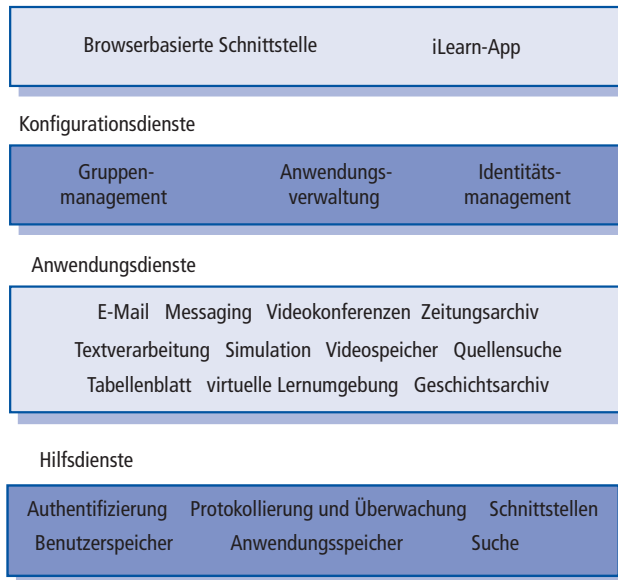 Browserbasierte Schnittstelle iLearn-App
Konfigurationsdienste
Gruppen- Anwendungs- Identitäts-
management verwaltung management
Anwendungsdienste
E-Mail Messaging Videokonferenzen Zeitungsarchiv
Textverarbeitung Simulation Videospeicher Quellensuche
Tabellenblatt virtuelle Lernumgebung Geschichtsarchiv
Hilfsdienste
Authentifizierung Protokollierung und Überwachung Schnittstellen
Benutzerspeicher Anwendungsspeicher Suche